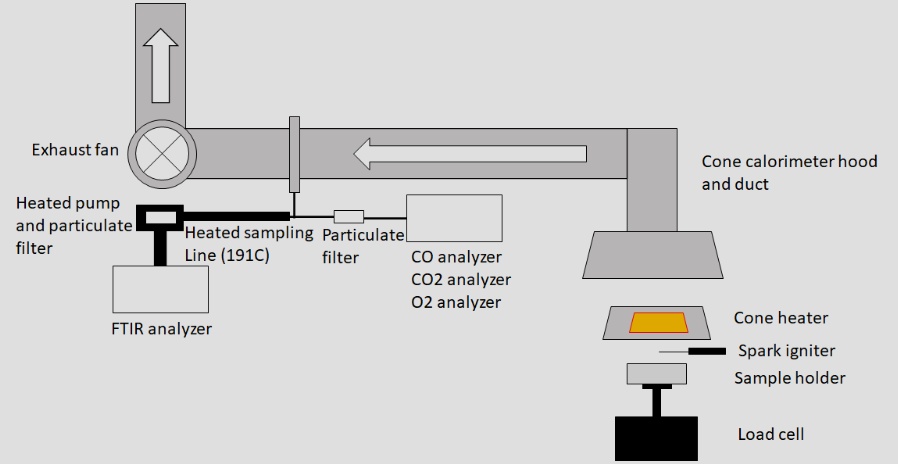 Exhaust fan
Cone calorimeter hood
and duct
Heated pump
and particulate
filter
Heated sampling
Line (191C)
Particulate
filter
CO analyzer
CO2 analyzer
O2 analyzer
FTIR analyzer
Cone heater
Spark igniter
Sample holder
Load cell